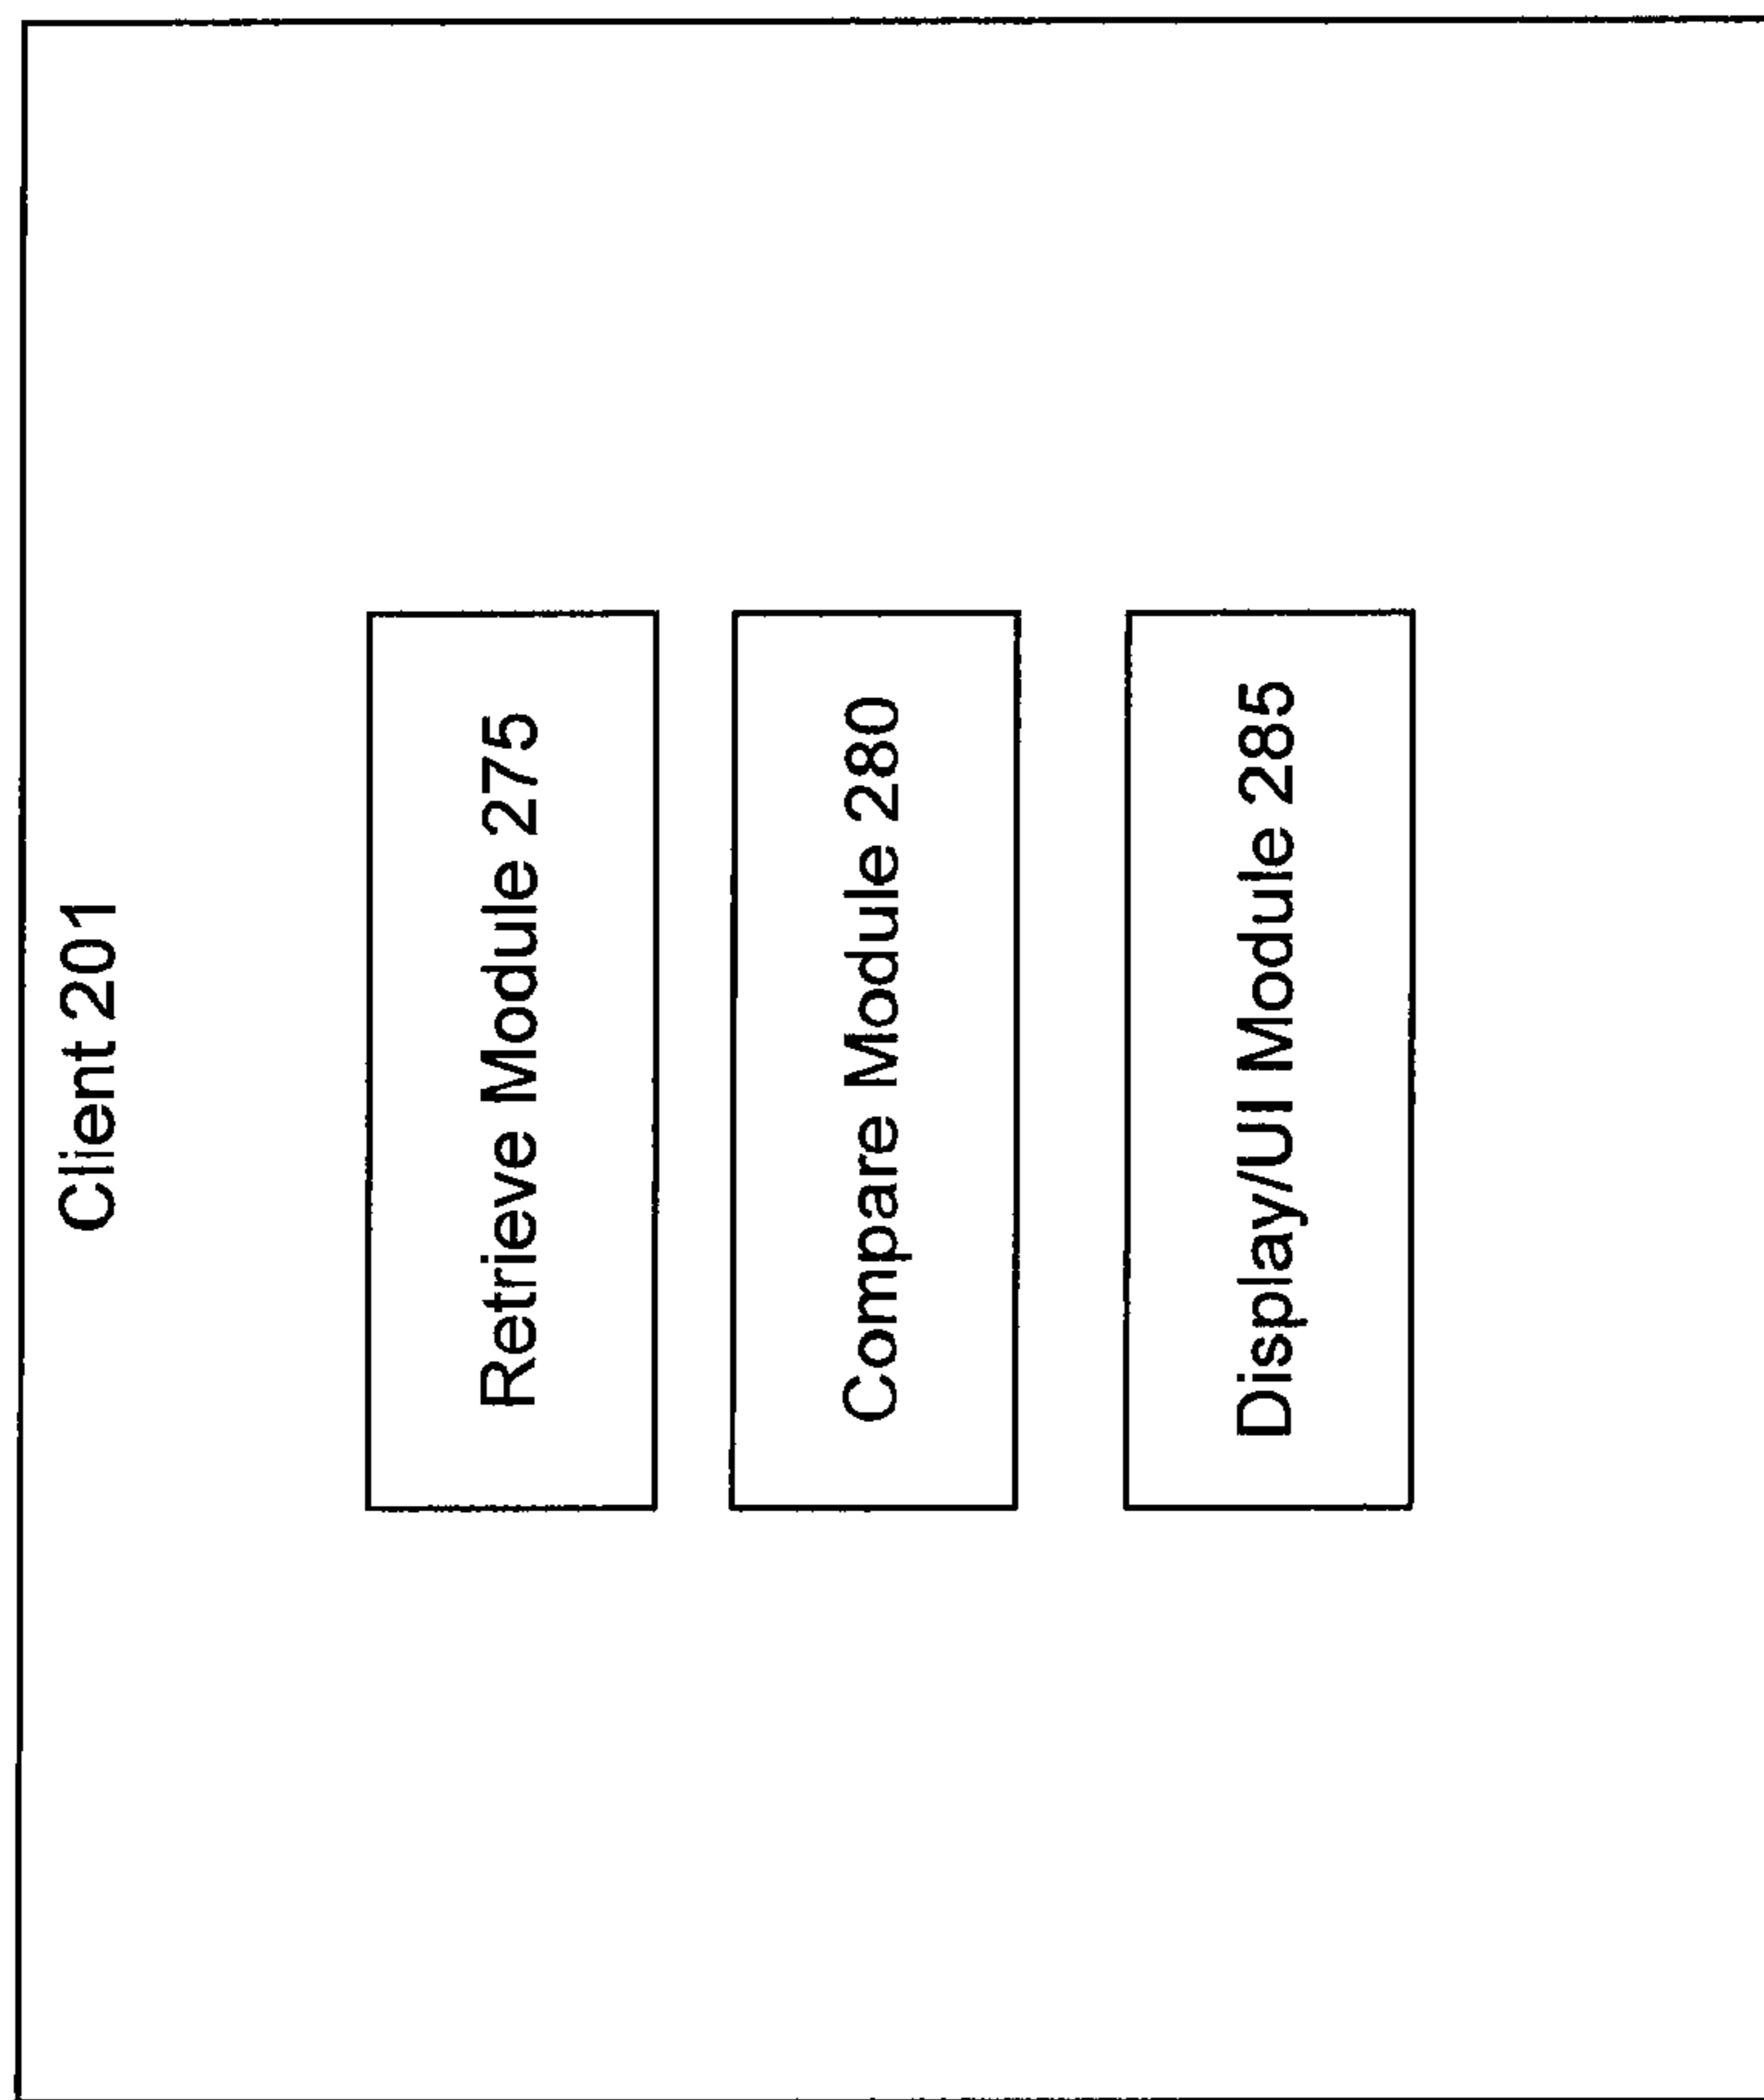 Client 201
Retrieve Module 275
Compare Module 280
Display/UI Module 285